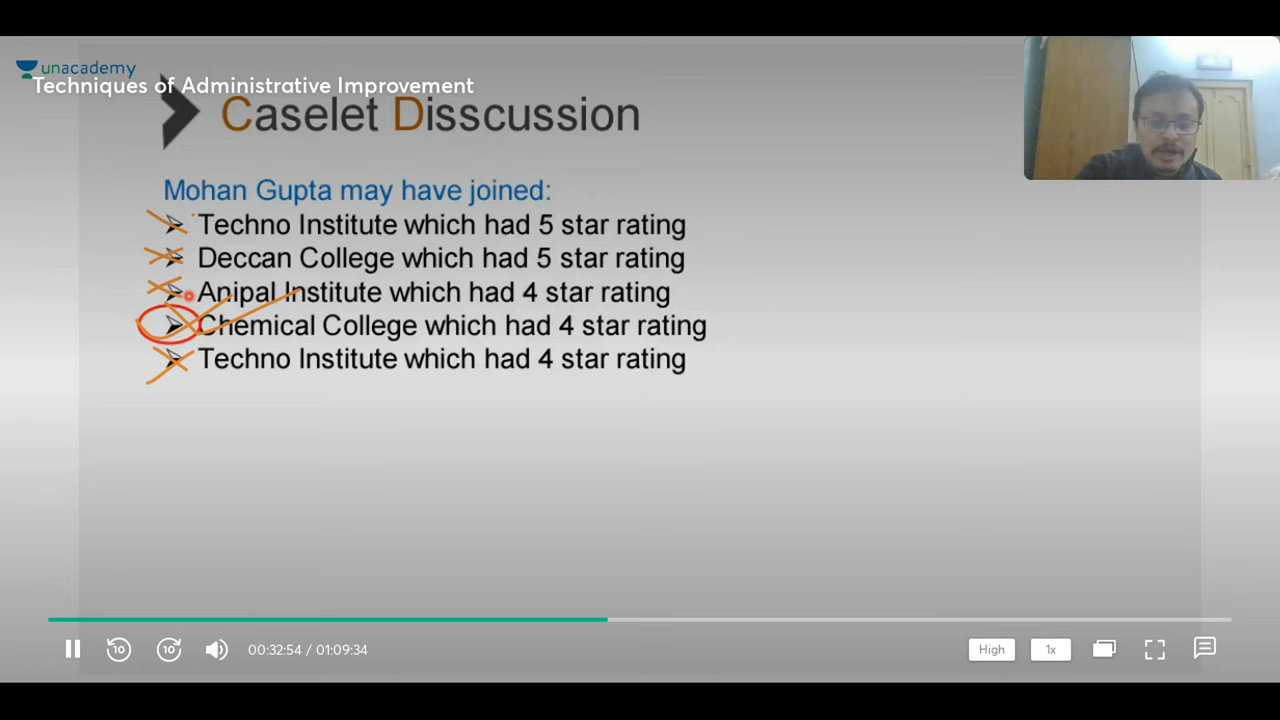 unacademy
Techniques of Administrative Improvement
Caselet Disscussion
Mohan Gupta may have joined:
Techno Institute which had 5 star rating
Deccan College which had 5 star rating
Anipal Institute which had 4 star rating
Chemical College which had 4 star rating
Techno Institute which had 4 star rating
10
10
00:32:54 / 01:09:34
High
1x